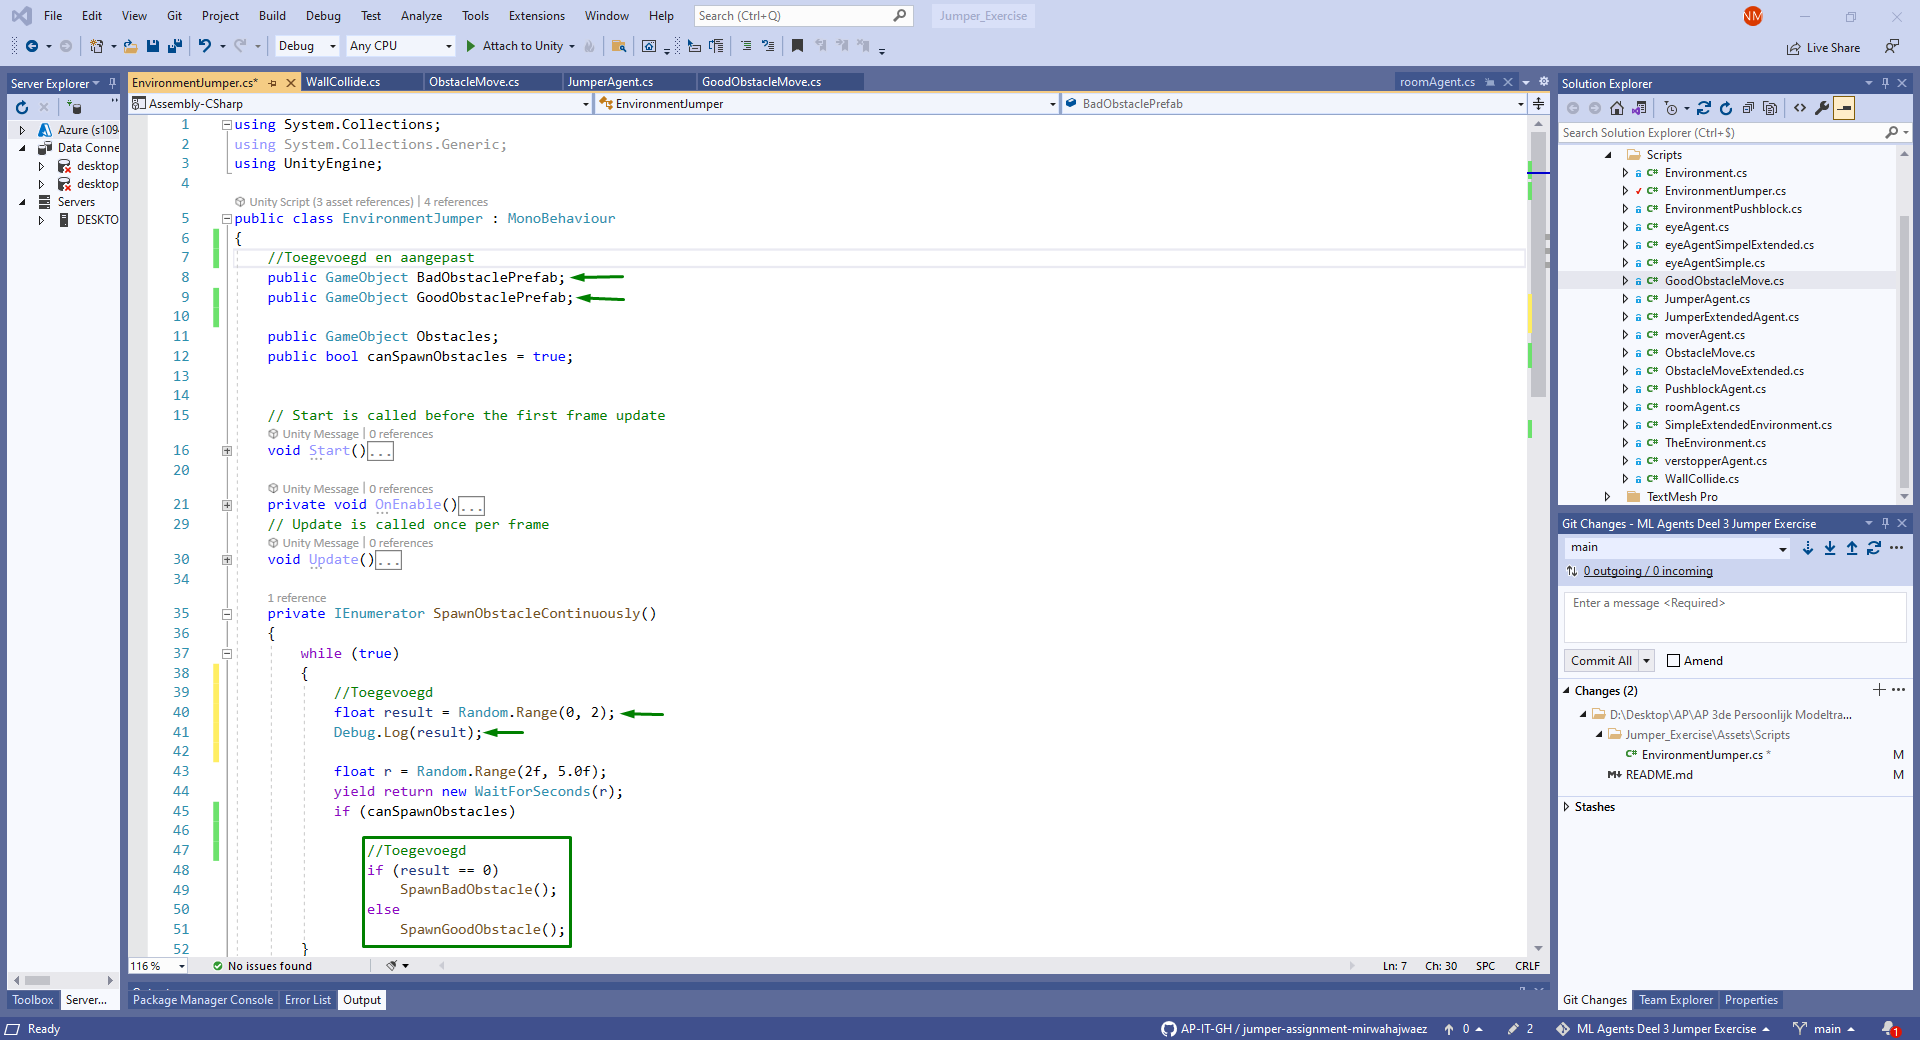 File Edit View Git Project Build Debug Test Analyze Tools Extensions Window Help Search (Ctrl+Q) Jumper_Exercise NM
Debug Any CPU Attach to Unity Live Share
Server Explorer
EnvironmentJumper.cs* WallCollide.cs ObstacleMove.cs JumperAgent.cs GoodObstacleMove.cs roomAgent.cs
Assembly-CSharp EnvironmentJumper BadObstaclePrefab
Azure (s109
Data Conne
desktop
desktop
Servers
DESKTO
1 using System.Collections;
2 using System.Collections.Generic;
3 using UnityEngine;
4
Unity Script (3 asset references) | 4 references
5 public class EnvironmentJumper : MonoBehaviour
6 {
7 //Toegevoegd en aangepast
8 public GameObject BadObstaclePrefab;
9 public GameObject GoodObstaclePrefab;
10
11 public GameObject Obstacles;
12 public bool canSpawnObstacles = true;
13
14
15 // Start is called before the first frame update
Unity Message | 0 references
16 void Start()...
20
Unity Message | 0 references
21 private void OnEnable()...
29 // Update is called once per frame
Unity Message | 0 references
30 void Update()...
34
1 reference
35 private IEnumerator SpawnObstacleContinuously()
36 {
37 while (true)
38 {
39 //Toegevoegd
40 float result = Random.Range(0, 2);
41 Debug.Log(result);
42
43 float r = Random.Range(2f, 5.0f);
44 yield return new WaitForSeconds(r);
45 if (canSpawnObstacles)
46
47 //Toegevoegd
48 if (result == 0)
49 SpawnBadObstacle();
50 else
51 SpawnGoodObstacle();
52 }
116 % No issues found Ln: 7 Ch: 30 SPC CRLF
Toolbox Server... Package Manager Console Error List Output
Solution Explorer
Search Solution Explorer (Ctrl+$)
Scripts
C# Environment.cs
C# EnvironmentJumper.cs
C# EnvironmentPushblock.cs
C# eyeAgent.cs
C# eyeAgentSimpelExtended.cs
C# eyeAgentSimple.cs
C# GoodObstacleMove.cs
C# JumperAgent.cs
C# JumperExtendedAgent.cs
C# moverAgent.cs
C# ObstacleMove.cs
C# ObstacleMoveExtended.cs
C# PushblockAgent.cs
C# roomAgent.cs
C# SimpleExtendedEnvironment.cs
C# TheEnvironment.cs
C# verstopperAgent.cs
C# WallCollide.cs
TextMesh Pro
Git Changes - ML Agents Deel 3 Jumper Exercise
main
0 outgoing / 0 incoming
Enter a message <Required>
Commit All Amend
Changes (2)
D:\Desktop\AP\AP 3de Persoonlijk Modeltra...
Jumper_Exercise\Assets\Scripts
C# EnvironmentJumper.cs * M
README.md M
Stashes
Git Changes Team Explorer Properties
Ready AP-IT-GH / jumper-assignment-mirwahajwaez 0 2 ML Agents Deel 3 Jumper Exercise main 1